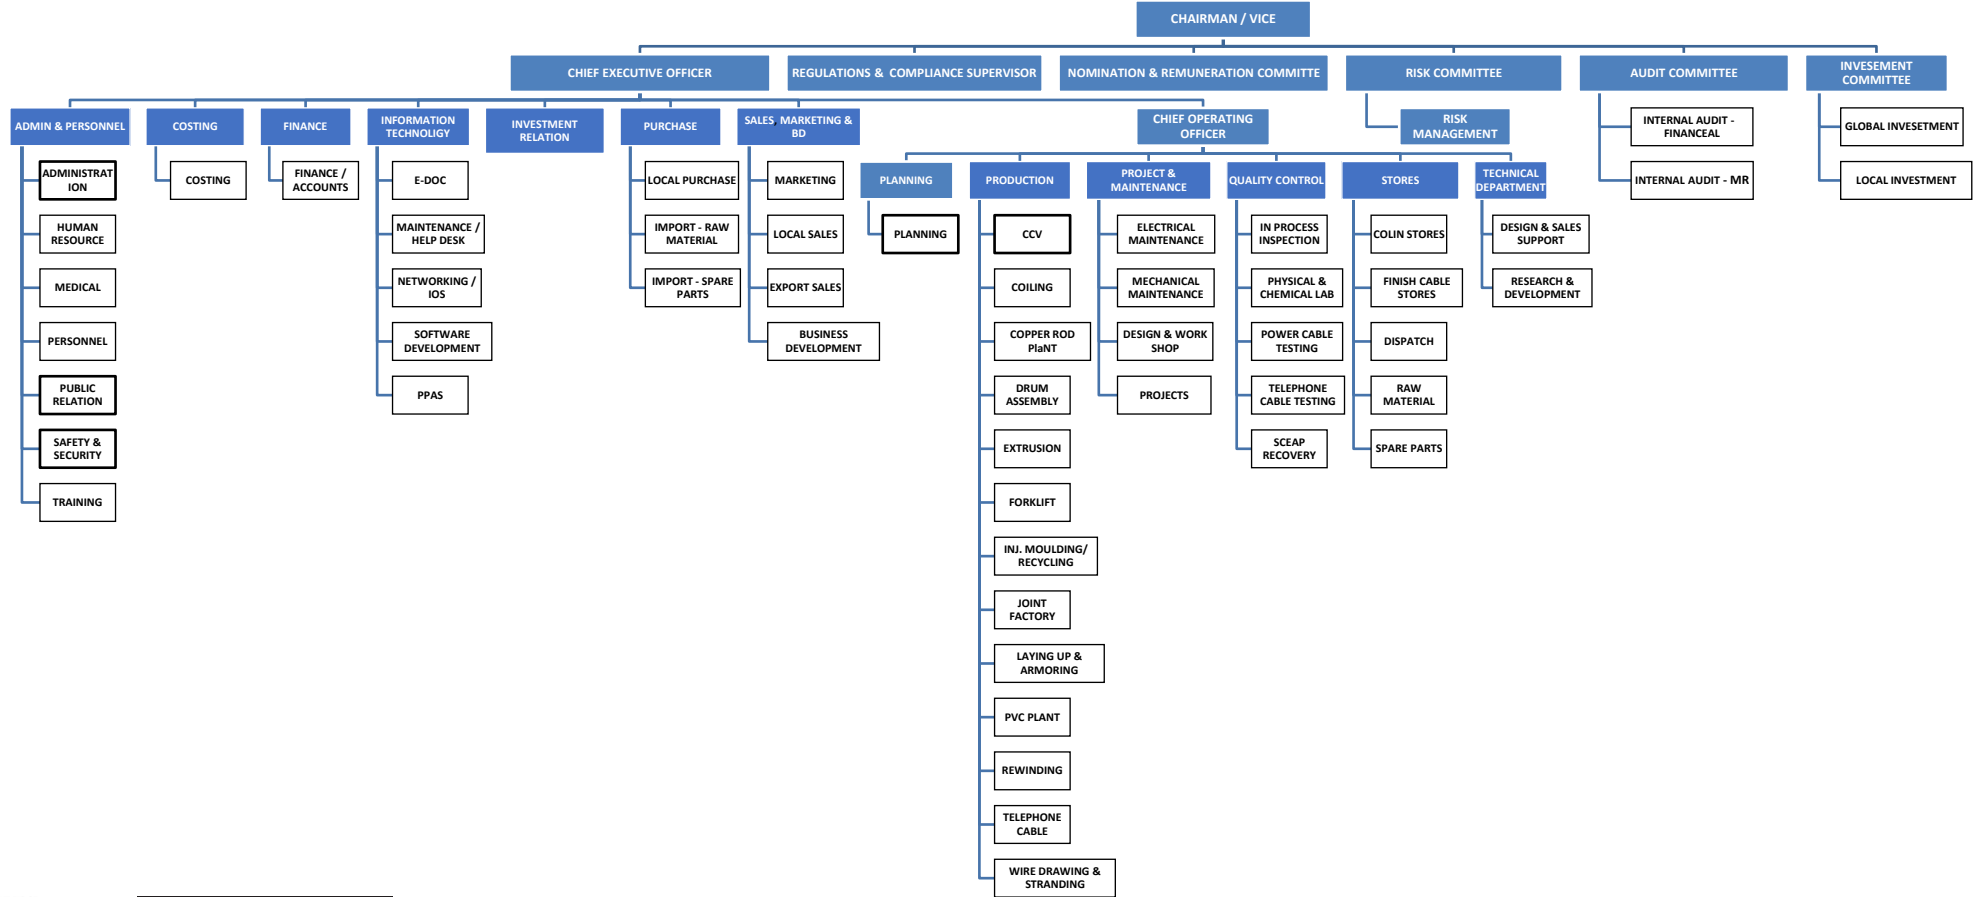 CHAIRMAN / VICE
CHIEF EXECUTIVE OFFICER
REGULATIONS & COMPLIANCE SUPERVISOR
NOMINATION & REMUNERATION COMMITTE
RISK COMMITTEE
AUDIT COMMITTEE
INVESEMENT
COMMITTEE
ADMIN & PERSONNEL
COSTING
FINANCE
INFORMATION
TECHNOLIGY
INVESTMENT
RELATION
PURCHASE
SALES, MARKETING &
BD
CHIEF OPERATING
OFFICER
RISK
MANAGEMENT
INTERNAL AUDIT -
FINANCEAL
INTERNAL AUDIT - MR
GLOBAL INVESETMENT
LOCAL INVESTMENT
ADMINISTRAT
ION
HUMAN
RESOURCE
MEDICAL
PERSONNEL
PUBLIC
RELATION
SAFETY &
SECURITY
TRAINING
COSTING
FINANCE /
ACCOUNTS
E-DOC
MAINTENANCE /
HELP DESK
NETWORKING /
IOS
SOFTWARE
DEVELOPMENT
PPAS
LOCAL PURCHASE
IMPORT - RAW
MATERIAL
IMPORT - SPARE
PARTS
MARKETING
LOCAL SALES
EXPORT SALES
BUSINESS
DEVELOPMENT
PLANNING
PRODUCTION
PROJECT &
MAINTENANCE
QUALITY CONTROL
STORES
TECHNICAL
DEPARTMENT
PLANNING
CCV
COILING
COPPER ROD
PlaNT
DRUM
ASSEMBLY
EXTRUSION
FORKLIFT
INJ. MOULDING/
RECYCLING
JOINT
FACTORY
LAYING UP &
ARMORING
PVC PLANT
REWINDING
TELEPHONE
CABLE
WIRE DRAWING &
STRANDING
ELECTRICAL
MAINTENANCE
MECHANICAL
MAINTENANCE
DESIGN & WORK
SHOP
PROJECTS
IN PROCESS
INSPECTION
PHYSICAL &
CHEMICAL LAB
POWER CABLE
TESTING
TELEPHONE
CABLE TESTING
SCEAP
RECOVERY
COLIN STORES
FINISH CABLE
STORES
DISPATCH
RAW
MATERIAL
SPARE PARTS
DESIGN & SALES
SUPPORT
RESEARCH &
DEVELOPMENT